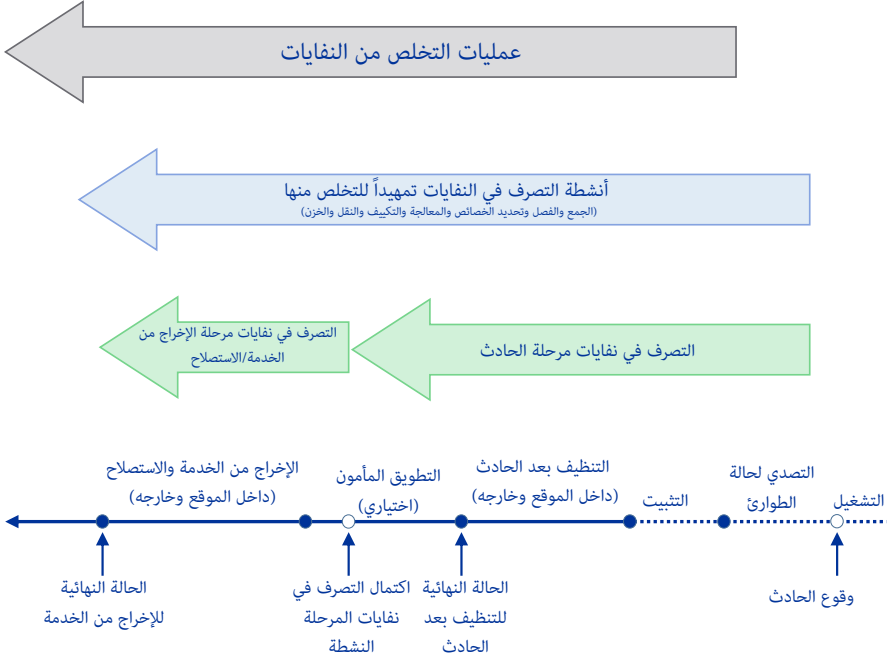 عمليات التخلص من النفايات
أنشطة التصرف في النفايات تمهيداً للتخلص منها
(الجمع والفصل وتحديد الخصائص والمعالجة والتكييف والنقل والخزن)
التصرف في نفايات مرحلة الحادث
التصرف في نفايات مرحلة الإخراج من
الخدمة/الاستصلاح
التشغيل
التصدي لحالة
الطوارئ
التثبيت
التنظيف بعد الحادث
(داخل الموقع وخارجه)
التطويق المأمون
(اختياري)
الإخراج من الخدمة والاستصلاح
(داخل الموقع وخارجه)
وقوع الحادث
الحالة النهائية
للتنظيف بعد
الحادث
اكتمال التصرف في
نفايات المرحلة
النشطة
الحالة النهائية
للإخراج من الخدمة